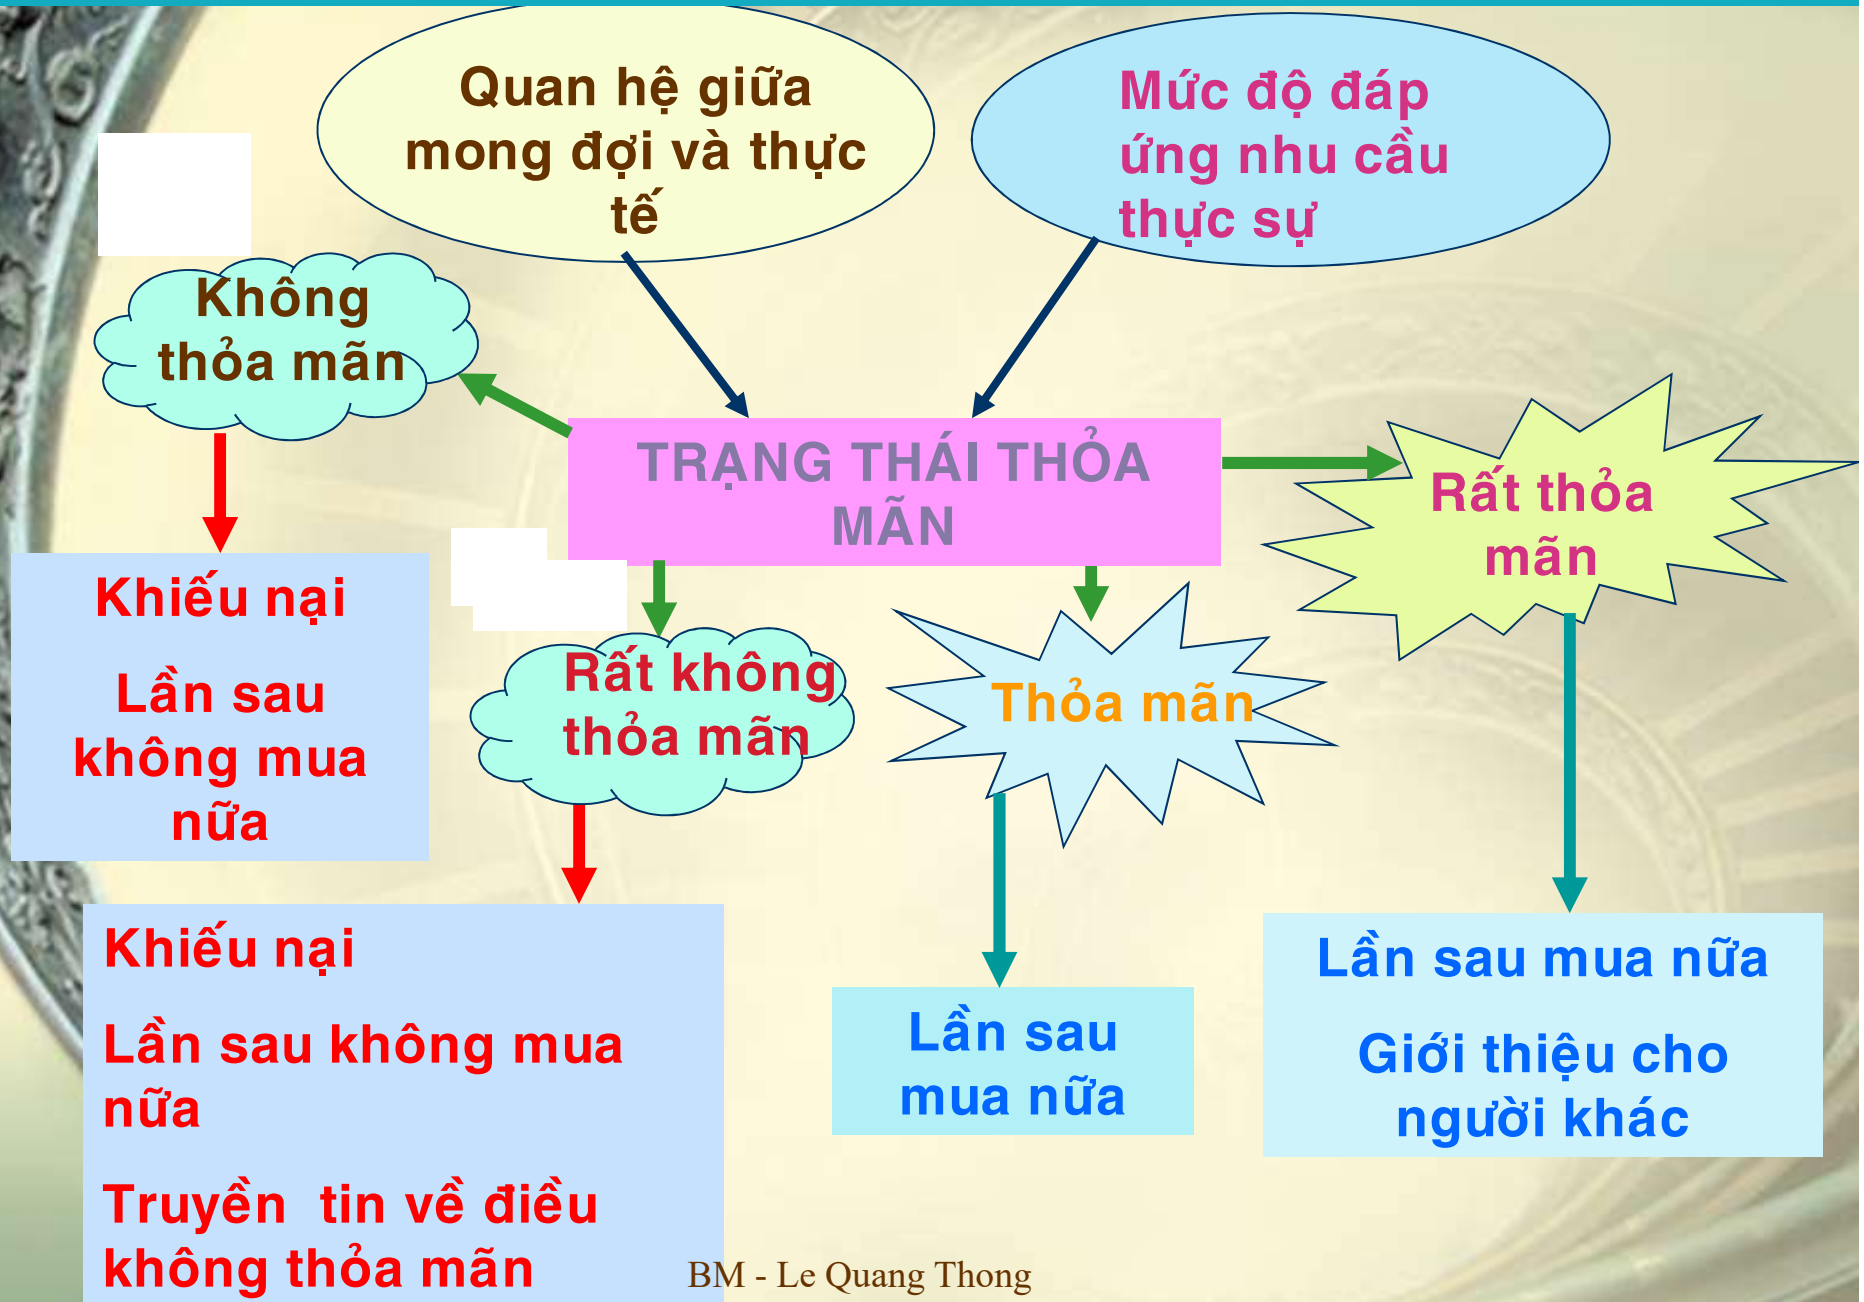 Quan hệ giữa
mong đợi và thực
tế
Mức độ đáp
ứng nhu cầu
thực sự
Không
thỏa mãn
TRẠNG THÁI THỎA
MÃN
Rất thỏa
mãn
Khiếu nại
Lần sau
không mua
nữa
Rất không
thỏa mãn
Thỏa mãn
Khiếu nại
Lần sau không mua
nữa
Truyền tin về điều
không thỏa mãn
Lần sau
mua nữa
Lần sau mua nữa
Giới thiệu cho
người khác
BM - Le Quang Thong